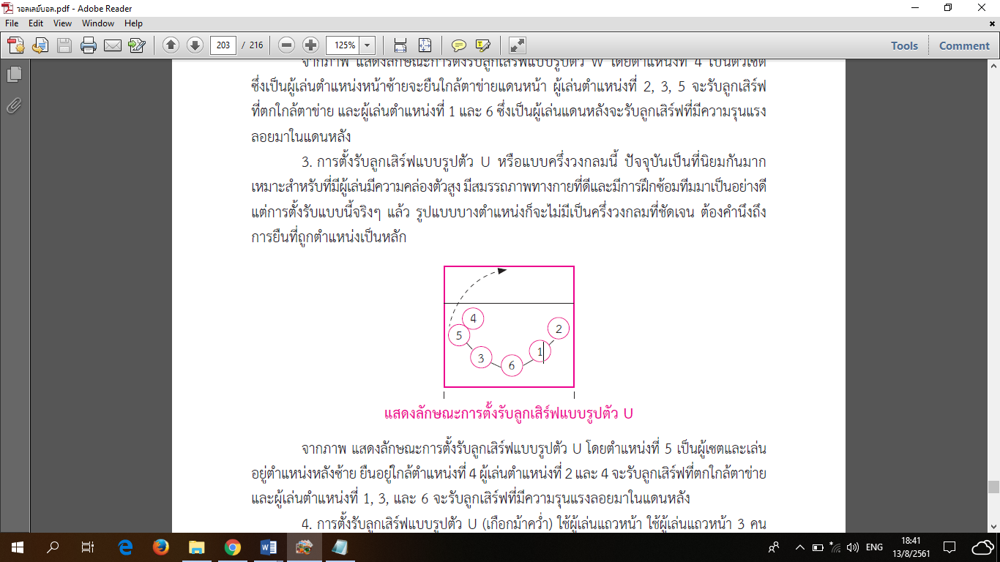 วอลเลย์บอล.pdf - Adobe Reader
File Edit View Window Help
203 / 216 125% Tools Comment
จากภาพ แสดงลักษณะการตั้งรับลูกเสิร์ฟแบบรูปตัว W โดยตำแหน่งที่ 4 เป็นตัวเซต
ซึ่งเป็นผู้เล่นตำแหน่งหน้าซ้ายจะยืนใกล้ตาข่ายแดนหน้า ผู้เล่นตำแหน่งที่ 2, 3, 5 จะรับลูกเสิร์ฟ
ที่ตกใกล้ตาข่าย และผู้เล่นตำแหน่งที่ 1 และ 6 ซึ่งเป็นผู้เล่นแดนหลังจะรับลูกเสิร์ฟที่มีความรุนแรง
ลอยมาในแดนหลัง
3. การตั้งรับลูกเสิร์ฟแบบรูปตัว U หรือแบบครึ่งวงกลมนี้ ปัจจุบันเป็นที่นิยมกันมาก
เหมาะสำหรับที่มีผู้เล่นมีความคล่องตัวสูง มีสมรรถภาพทางกายที่ดีและมีการฝึกซ้อมทีมมาเป็นอย่างดี
แต่การตั้งรับแบบนี้จริงๆ แล้ว รูปแบบบางตำแหน่งก็จะไม่มีเป็นครึ่งวงกลมที่ชัดเจน ต้องคำนึงถึง
การยืนที่ถูกตำแหน่งเป็นหลัก
4
2
5
1
3
6
แสดงลักษณะการตั้งรับลูกเสิร์ฟแบบรูปตัว U
จากภาพ แสดงลักษณะการตั้งรับลูกเสิร์ฟแบบรูปตัว U โดยตำแหน่งที่ 5 เป็นผู้เซตและเล่น
อยู่ตำแหน่งหลังซ้าย ยืนอยู่ใกล้ตำแหน่งที่ 4 ผู้เล่นตำแหน่งที่ 2 และ 4 จะรับลูกเสิร์ฟที่ตกใกล้ตาข่าย
และผู้เล่นตำแหน่งที่ 1, 3, และ 6 จะรับลูกเสิร์ฟที่มีความรุนแรงลอยมาในแดนหลัง
4. การตั้งรับลูกเสิร์ฟแบบรูปตัว U (เกือกม้าคว่ำ) ใช้ผู้เล่นแถวหน้า ใช้ผู้เล่นแถวหน้า 3 คน
ENG
18:41
13/8/2561